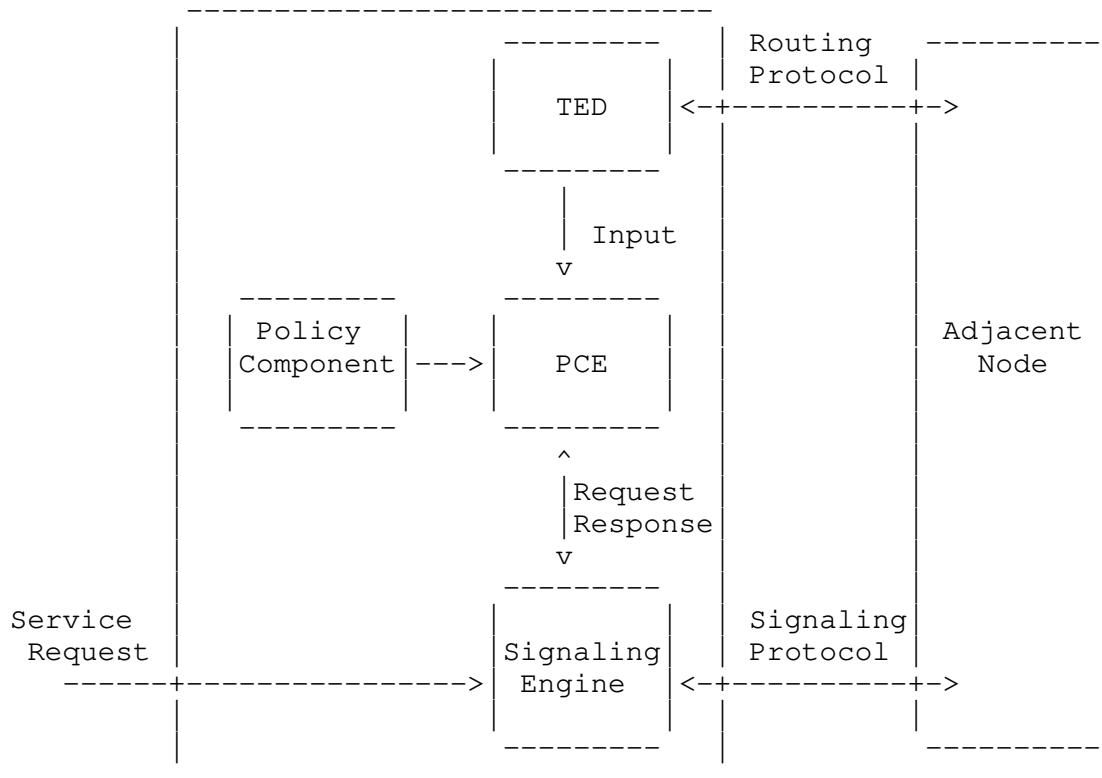 Routing
Protocol
TED
Input
Policy
Component
PCE
Adjacent
Node
Request
Response
Service
Request
Signaling
Engine
Signaling
Protocol
v
^
v